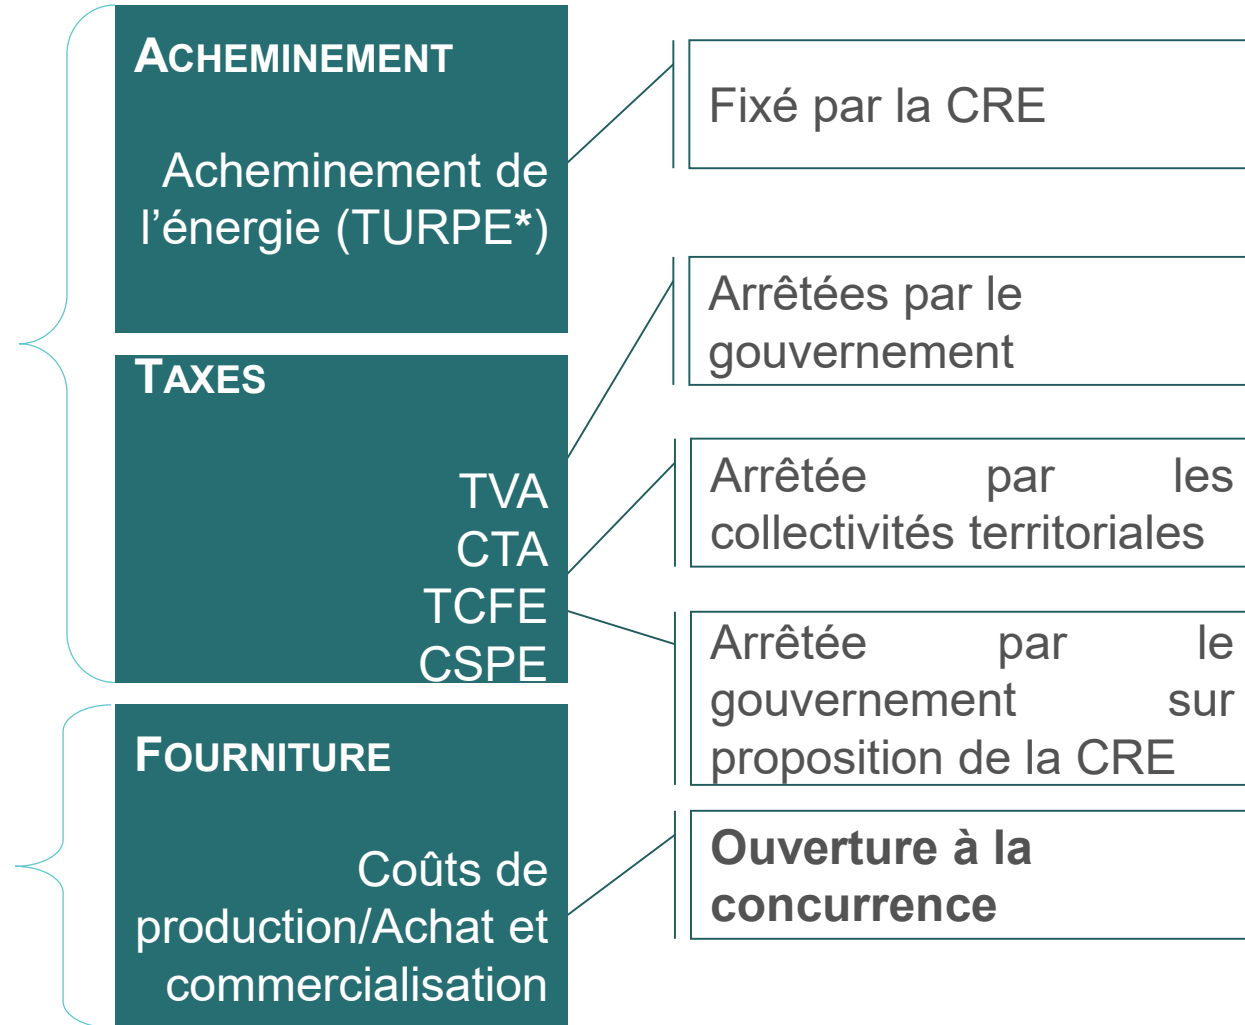 ACHEMINEMENT
Acheminement de
l’énergie (TURPE*)
Fixé par la CRE
TAXES
TVA
CTA
TCFE
CSPE
Arrêtées par le
gouvernement
Arrêtée par les
collectivités territoriales
Arrêtée par le
gouvernement sur
proposition de la CRE
FOURNITURE
Coûts de
production/Achat et
commercialisation
Ouverture à la
concurrence